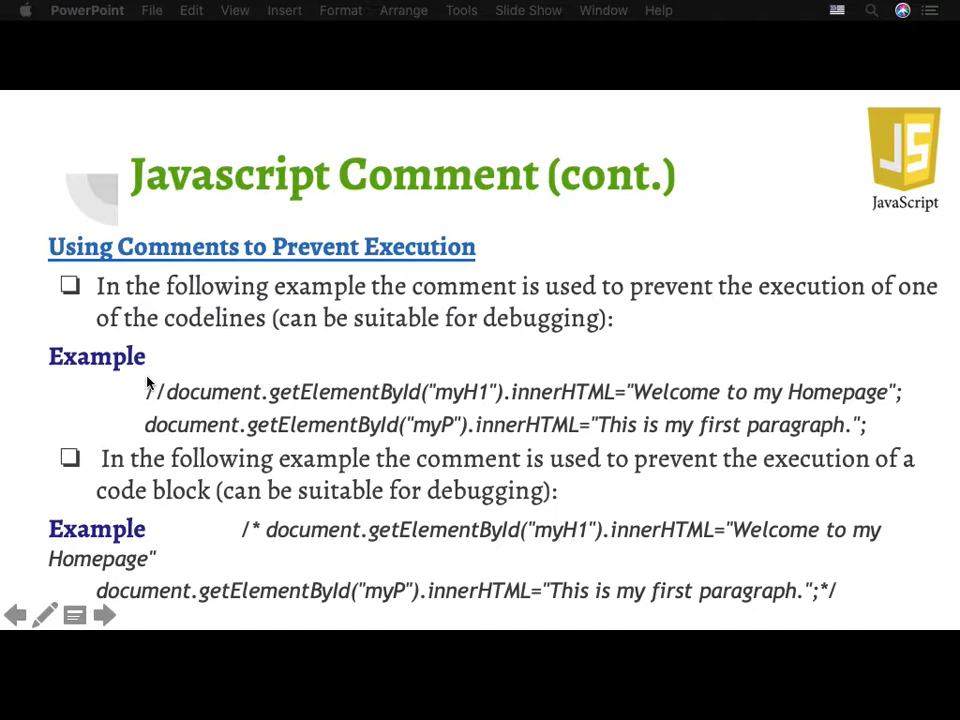 PowerPoint File Edit View Insert Format Arrange Tools Slide Show Window Help
JS
JavaScript
Javascript Comment (cont.)
Using Comments to Prevent Execution
❏ In the following example the comment is used to prevent the execution of one
of the codelines (can be suitable for debugging):
Example
//document.getElementById("myH1").innerHTML="Welcome to my Homepage";
document.getElementById("myP").innerHTML="This is my first paragraph.";
❏ In the following example the comment is used to prevent the execution of a
code block (can be suitable for debugging):
Example /* document.getElementById("myH1").innerHTML="Welcome to my
Homepage"
document.getElementById("myP").innerHTML="This is my first paragraph.";*/